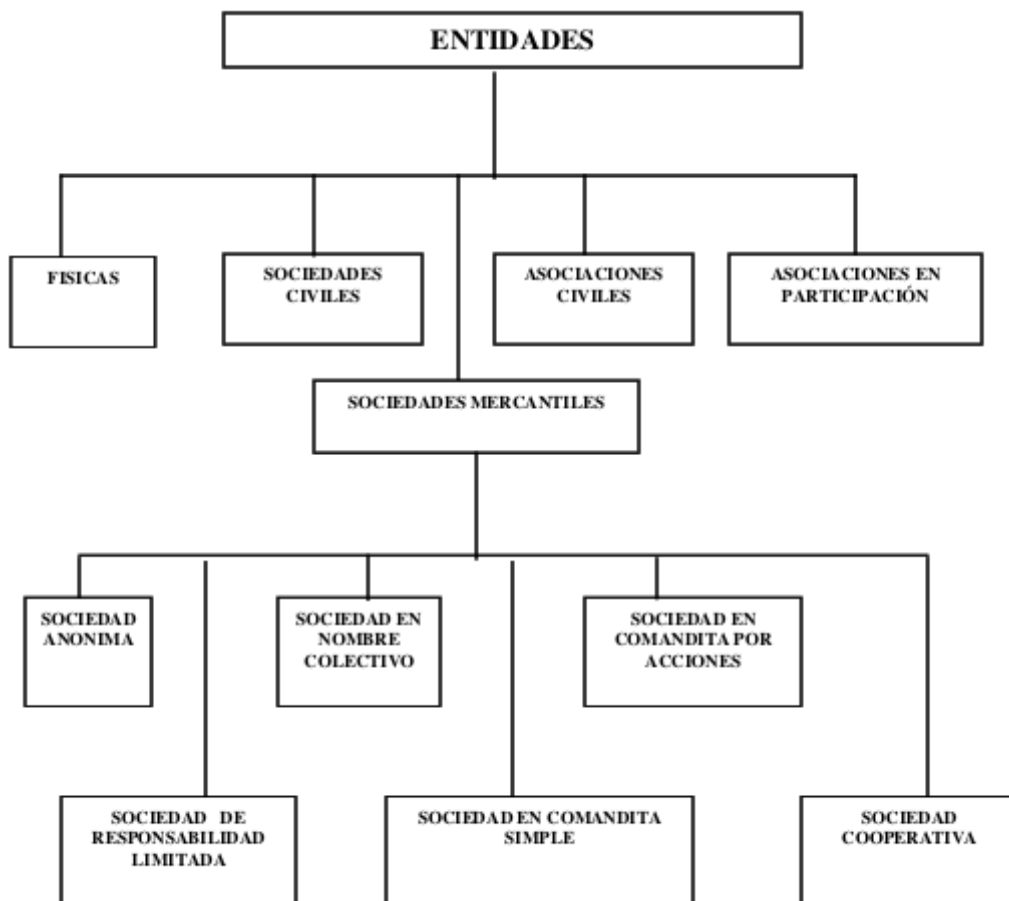 ENTIDADES
FISICAS
SOCIEDADES
CIVILES
ASOCIACIONES
CIVILES
ASOCIACIONES EN
PARTICIPACIÓN
SOCIEDADES MERCANTILES
SOCIEDAD
ANONIMA
SOCIEDAD EN
NOMBRE
COLECTIVO
SOCIEDAD EN
COMANDITA POR
ACCIONES
SOCIEDAD DE
RESPONSABILIDAD
LIMITADA
SOCIEDAD EN COMANDITA
SIMPLE
SOCIEDAD
COOPERATIVA